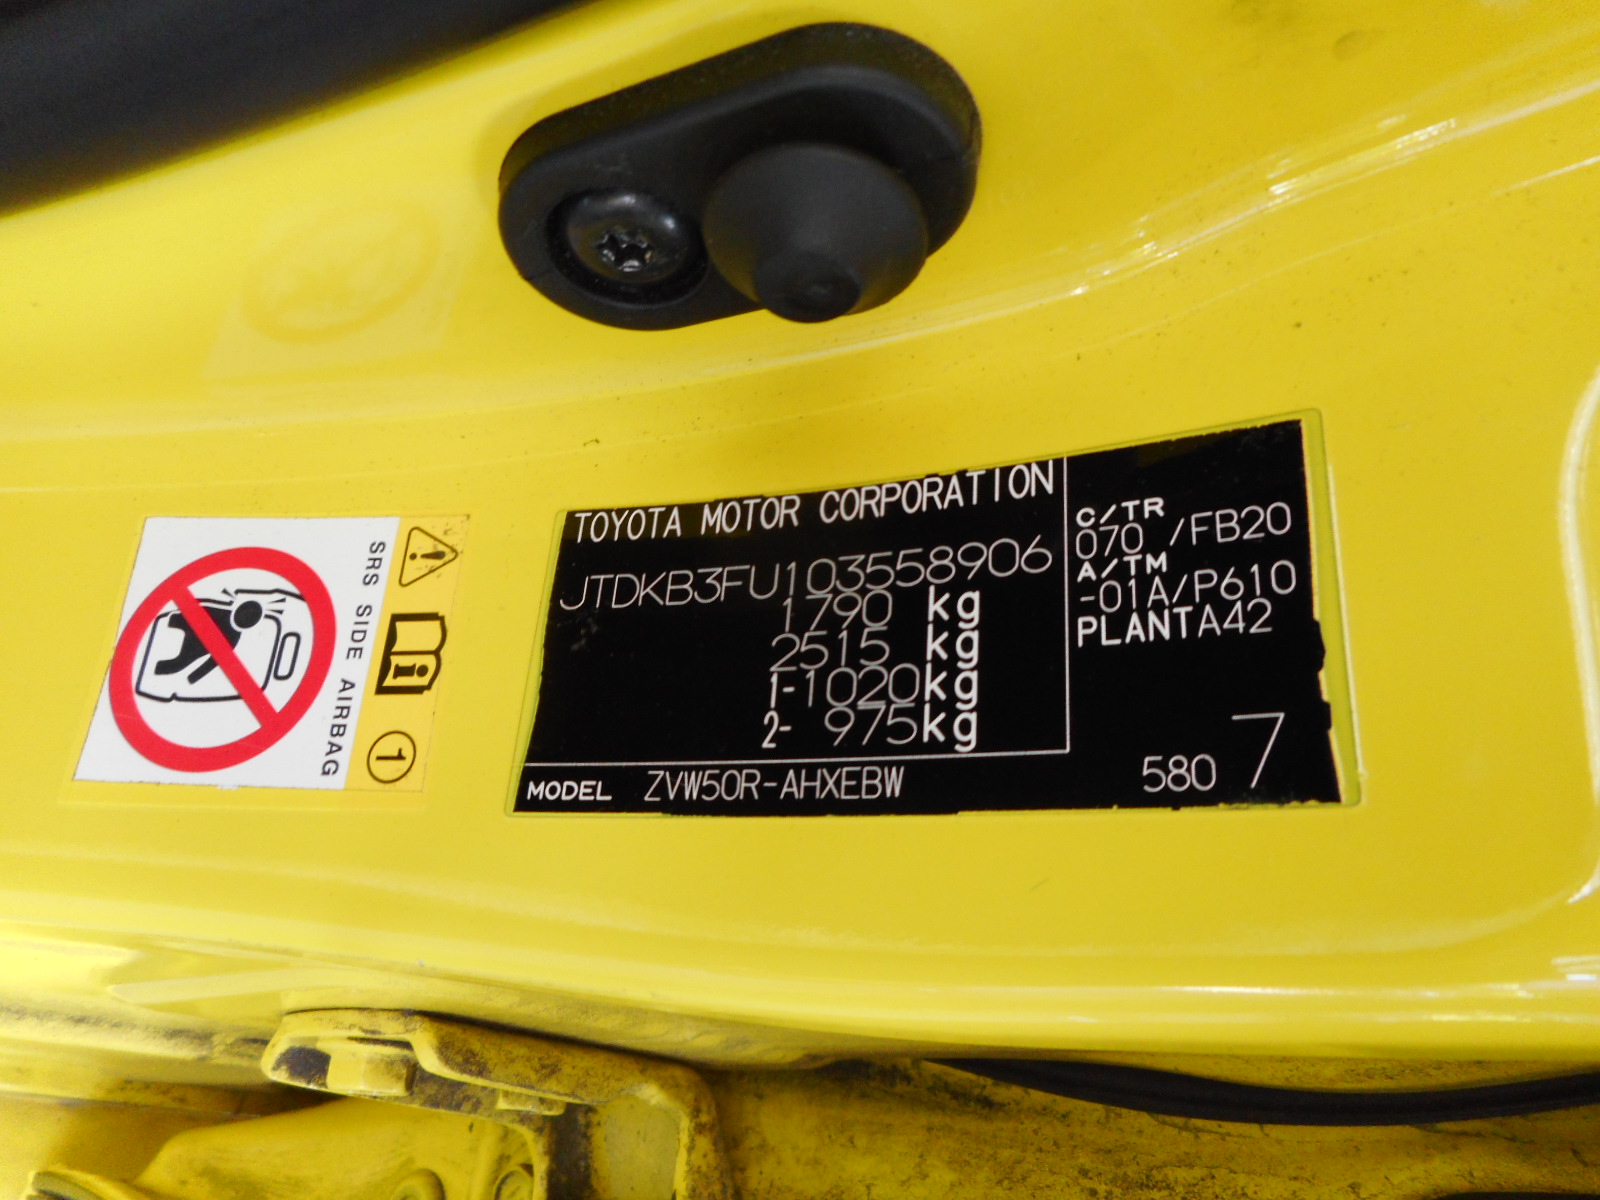 TOYOTA MOTOR CORPORATION
JTDKB3FU103558906
1790 kg
2515 kg
1-1020kg
2- 975kg
MODEL ZVW50R-AHXEBW
C/TR
070 /FB20
A/TM
-01A/P610
PLANTA42
580 7
SRS SIDE AIRBAG
i
1